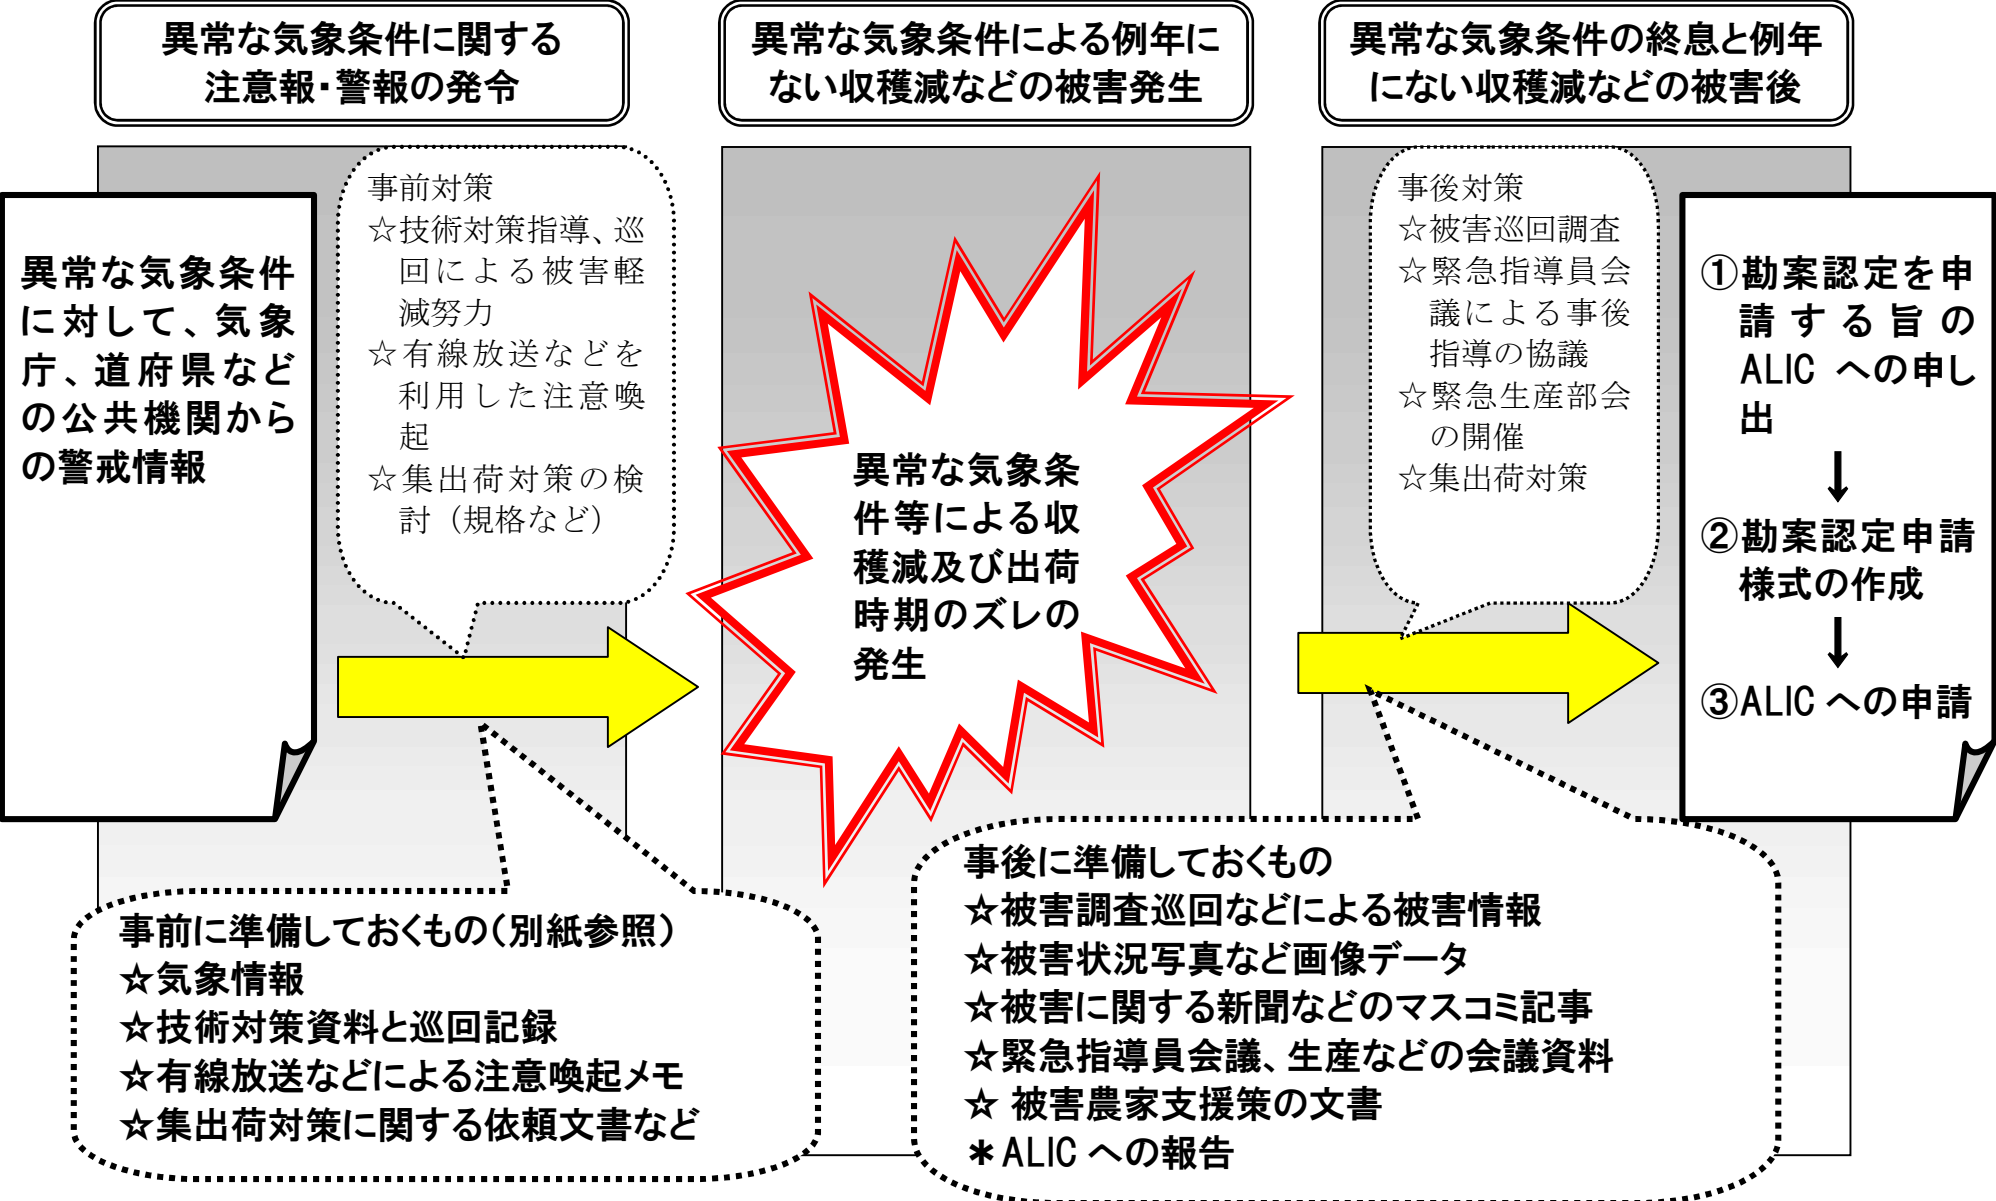 異常な気象条件に関する
注意報・警報の発令
異常な気象条件による例年に
ない収穫減などの被害発生
異常な気象条件の終息と例年
にない収穫減などの被害後
異常な気象条件
に対して、気象
庁、道府県など
の公共機関から
の警戒情報
事前対策
☆技術対策指導、巡
回による被害軽
減努力
☆有線放送などを
利用した注意喚
起
☆集出荷対策の検
討（規格など）
異常な気象条
件等による収
穫減及び出荷
時期のズレの
発生
事後対策
☆被害巡回調査
☆緊急指導員会
議による事後
指導の協議
☆緊急生産部会
の開催
☆集出荷対策
①勘案認定を申
請する旨の
ALIC への申し
出
↓
②勘案認定申請
様式の作成
↓
③ALIC への申請
事前に準備しておくもの（別紙参照）
☆気象情報
☆技術対策資料と巡回記録
☆有線放送などによる注意喚起メモ
☆集出荷対策に関する依頼文書など
事後に準備しておくもの
☆被害調査巡回などによる被害情報
☆被害状況写真など画像データ
☆被害に関する新聞などのマスコミ記事
☆緊急指導員会議、生産などの会議資料
☆ 被害農家支援策の文書
＊ALIC への報告